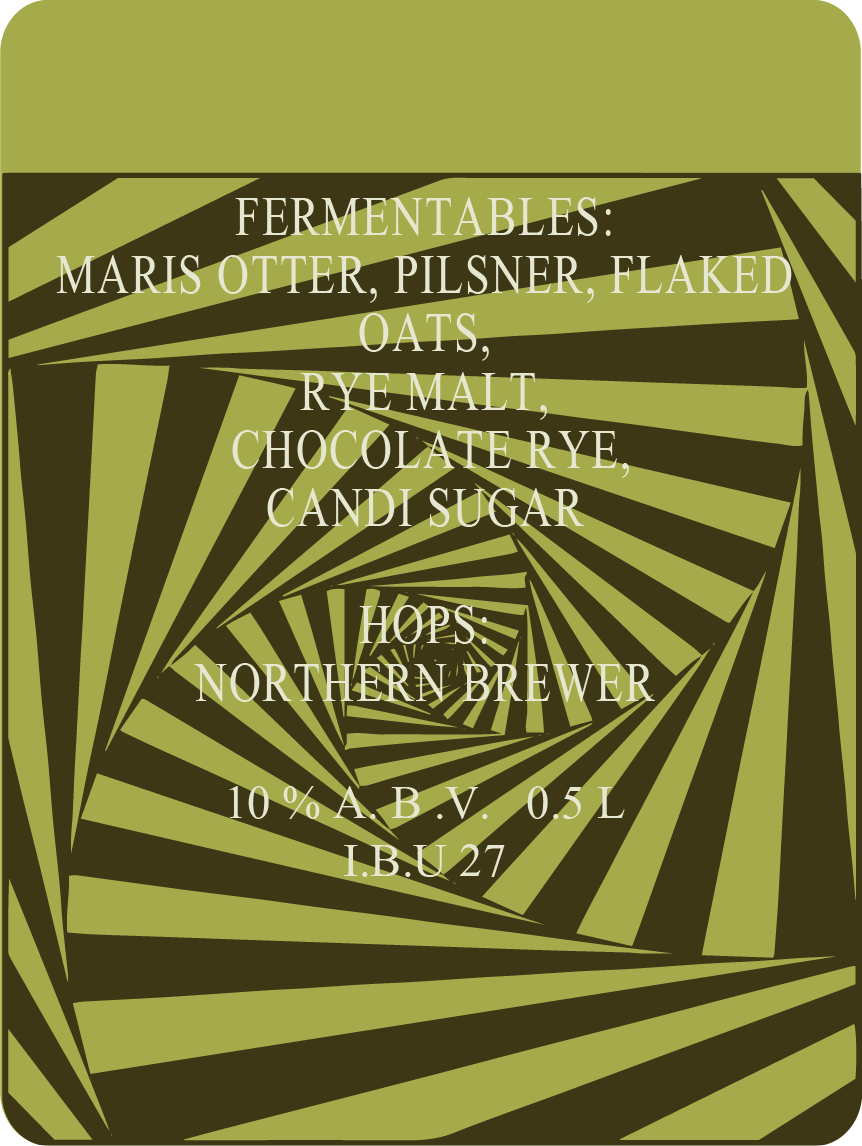 FERMENTABLES:
MARIS OTTER, PILSNER, FLAKED
OATS,
RYE MALT,
CHOCOLATE RYE,
CANDI SUGAR
HOPS:
NORTHERN BREWER
10 % A. B .V. 0.5 L
I.B.U 27